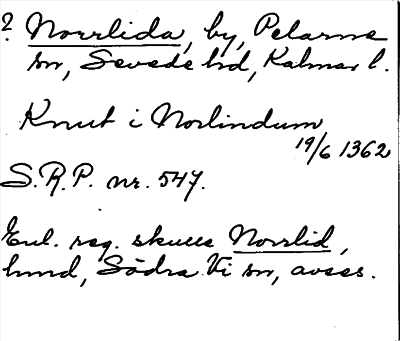 ? Norrlida, by, Pelarne
sn, Sevede hd, Kalmar l.
Knut i Norlindum
19/6 1362
S.R.P. nr. 547.
Enl. reg. skulle Norrlid,
hmd, Södra Vi sn, avses.